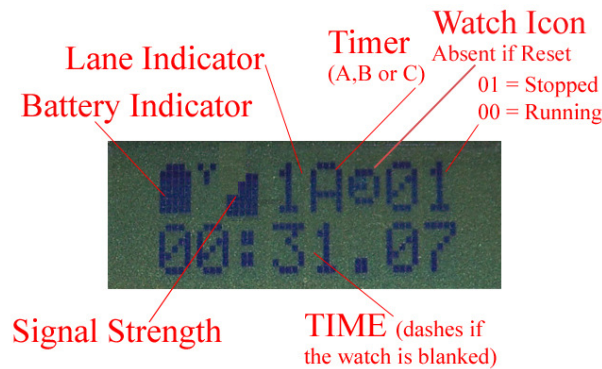 Watch Icon
Timer
Absent if Reset
Lane Indicator
(A,B or C)
01 = Stopped
Battery Indicator
00 = Running
1A 01
00:31.07
Signal Strength
TIME (dashes if
the watch is blanked)